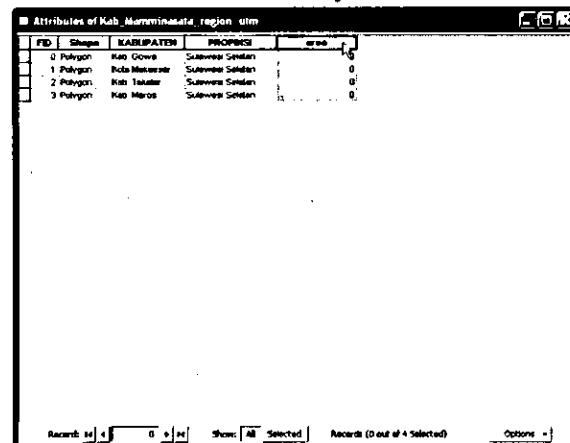 Attributes of Kab_Mamminasata_region_utm
FID Shape KABUPATEN PROPINSI area
0 Polygon Kab Gowa Sulawesi Selatan 0
1 Polygon Kota Makassar Sulawesi Selatan 0
2 Polygon Kab Takalar Sulawesi Selatan 0
3 Polygon Kab Maros Sulawesi Selatan 0
Record: 0 Show: All Selected Records (0 out of 4 Selected) Options